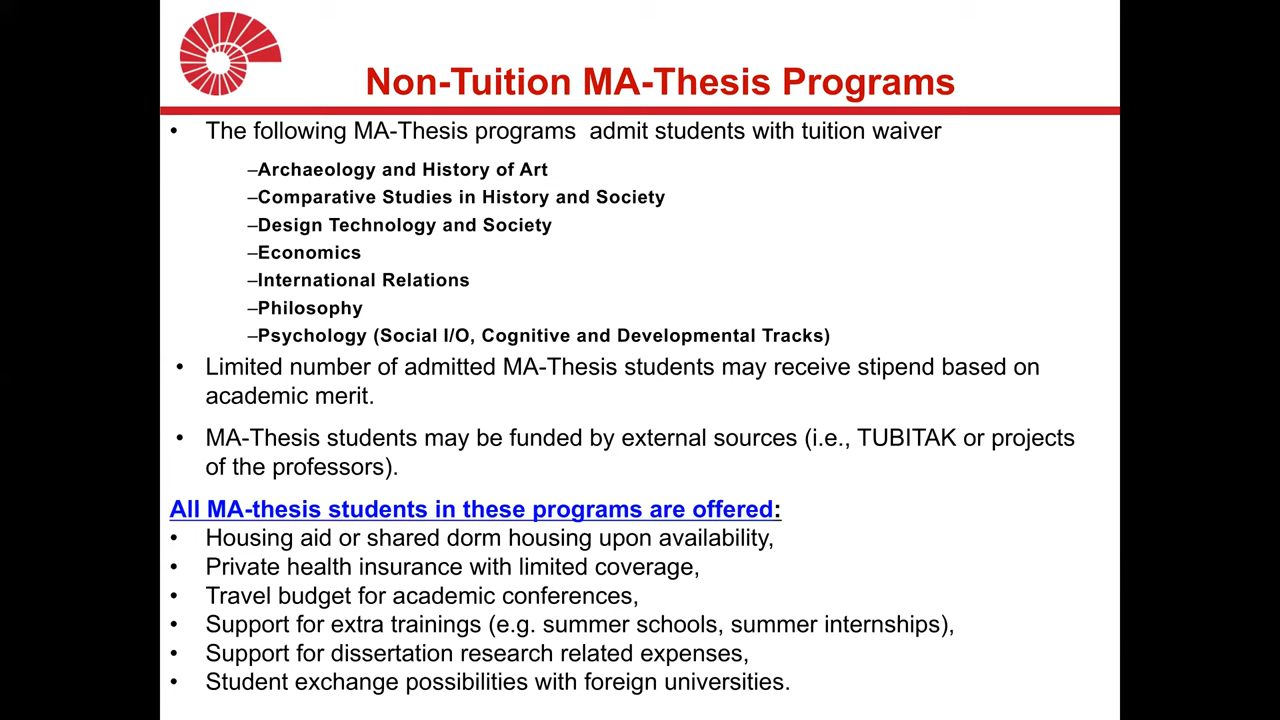 Non-Tuition MA-Thesis Programs
• The following MA-Thesis programs admit students with tuition waiver
–Archaeology and History of Art
–Comparative Studies in History and Society
–Design Technology and Society
–Economics
–International Relations
–Philosophy
–Psychology (Social I/O, Cognitive and Developmental Tracks)
• Limited number of admitted MA-Thesis students may receive stipend based on
academic merit.
• MA-Thesis students may be funded by external sources (i.e., TUBITAK or projects
of the professors).
All MA-thesis students in these programs are offered:
• Housing aid or shared dorm housing upon availability,
• Private health insurance with limited coverage,
• Travel budget for academic conferences,
• Support for extra trainings (e.g. summer schools, summer internships),
• Support for dissertation research related expenses,
• Student exchange possibilities with foreign universities.